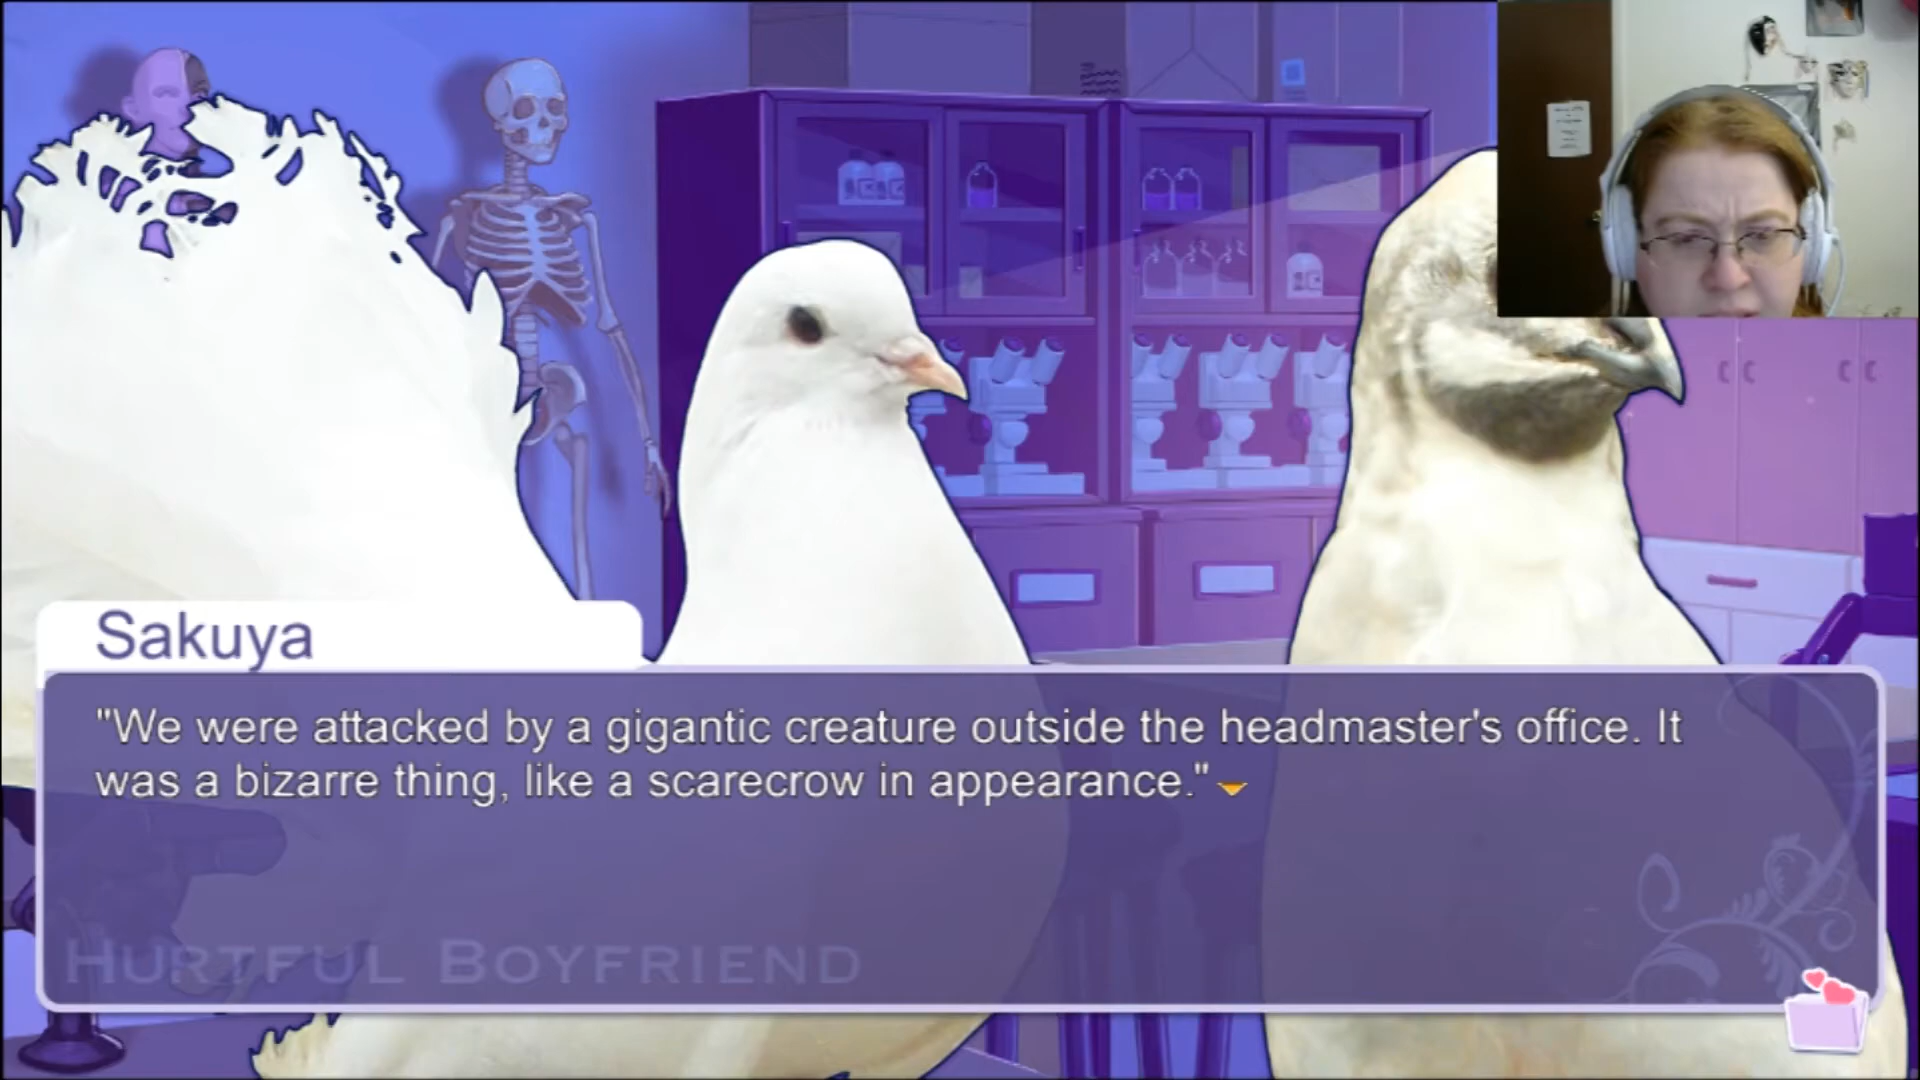 Sakuya
"We were attacked by a gigantic creature outside the headmaster's office. It
was a bizarre thing, like a scarecrow in appearance."
HURTFUL BOYFRIEND